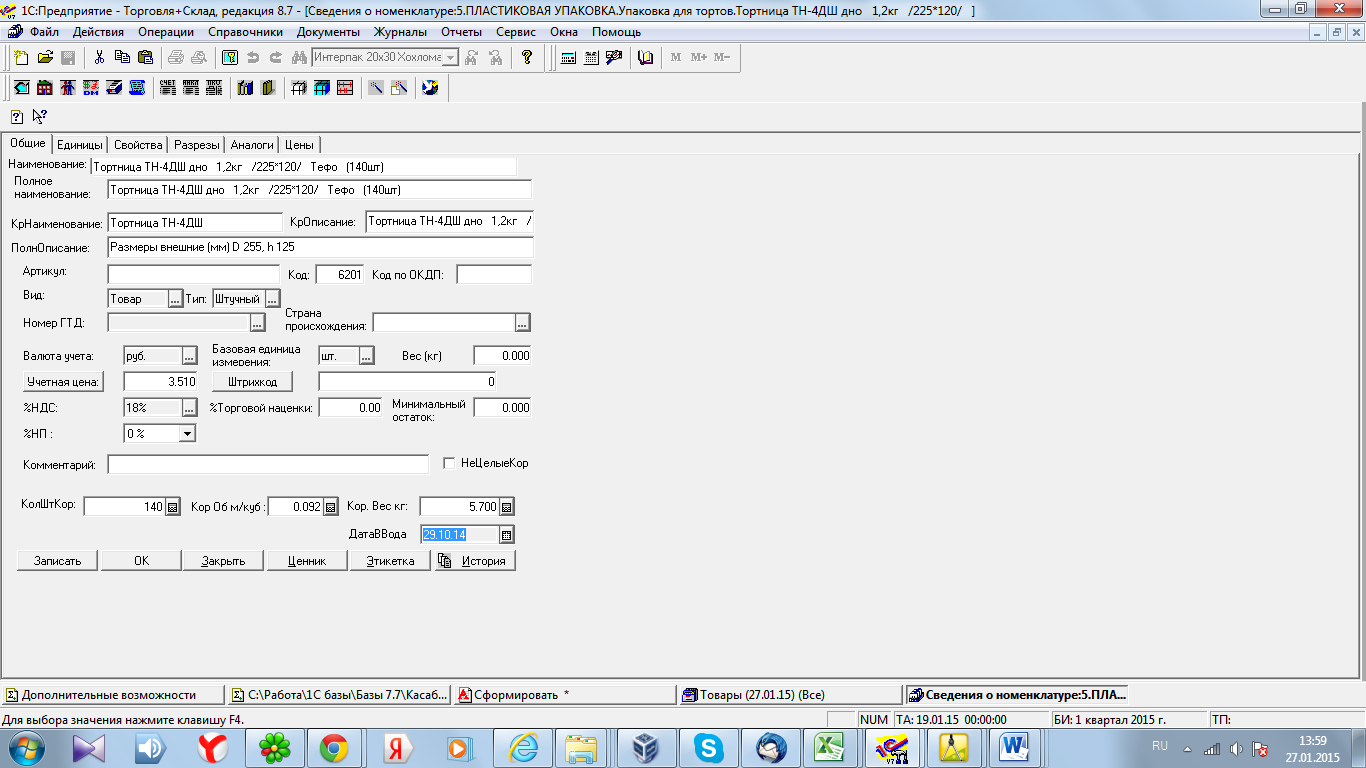 1С:Предприятие - Торговля+Склад, редакция 8.7 - [Сведения о номенклатуре:5.ПЛАСТИКОВАЯ УПАКОВКА.Упаковка для тортов.Тортница ТН-4ДШ дно 1,2кг /225*120/ ]
Файл Действия Операции Справочники Документы Журналы Отчеты Сервис Окна Помощь
Интерпак 20х30 Хохлома M M+ M−
Общие Единицы Свойства Разрезы Аналоги Цены
Наименование: Тортница ТН-4ДШ дно 1,2кг /225*120/ Тефо (140шт)
Полное наименование: Тортница ТН-4ДШ дно 1,2кг /225*120/ Тефо (140шт)
КрНаименование: Тортница ТН-4ДШ КрОписание: Тортница ТН-4ДШ дно 1,2кг /
ПолнОписание: Размеры внешние (мм) D 255, h 125
Артикул: Код: 6201 Код по ОКДП:
Вид: Товар ... Тип: Штучный ...
Номер ГТД: ... Страна происхождения: ...
Валюта учета: руб. ... Базовая единица измерения: шт. ... Вес (кг) 0.000
Учетная цена: 3.510 Штрихкод 0
%НДС: 18% ... %Торговой наценки: 0.00 Минимальный остаток: 0.000
%НП : 0 %
Комментарий: НеЦелыеКор
КолШтКор: 140 Кор Об м/куб : 0.092 Кор. Вес кг: 5.700
ДатаВВода 29.10.14
Записать ОК Закрыть Ценник Этикетка История
Дополнительные возможности С:\Работа\1С базы\Базы 7.7\Касаб... Сформировать * Товары (27.01.15) (Все) Сведения о номенклатуре:5.ПЛА...
Для выбора значения нажмите клавишу F4. NUM ТА: 19.01.15 00:00:00 БИ: 1 квартал 2015 г. ТП:
RU 13:59
27.01.2015